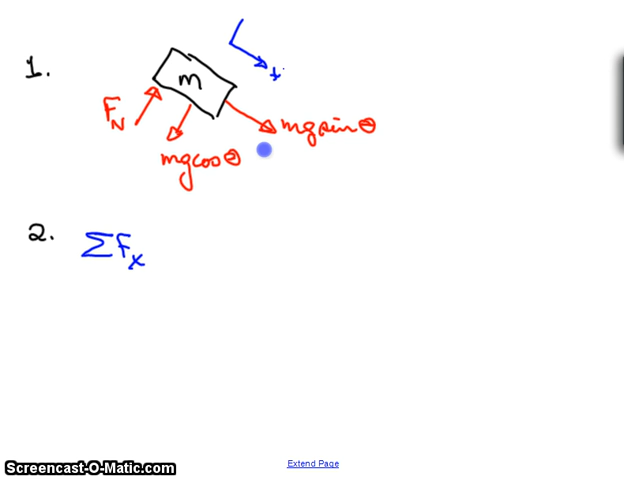 1.
m
+
F_N
mg sin θ
mg cos θ
2. ΣF_x
Extend Page
Screencast-O-Matic.com